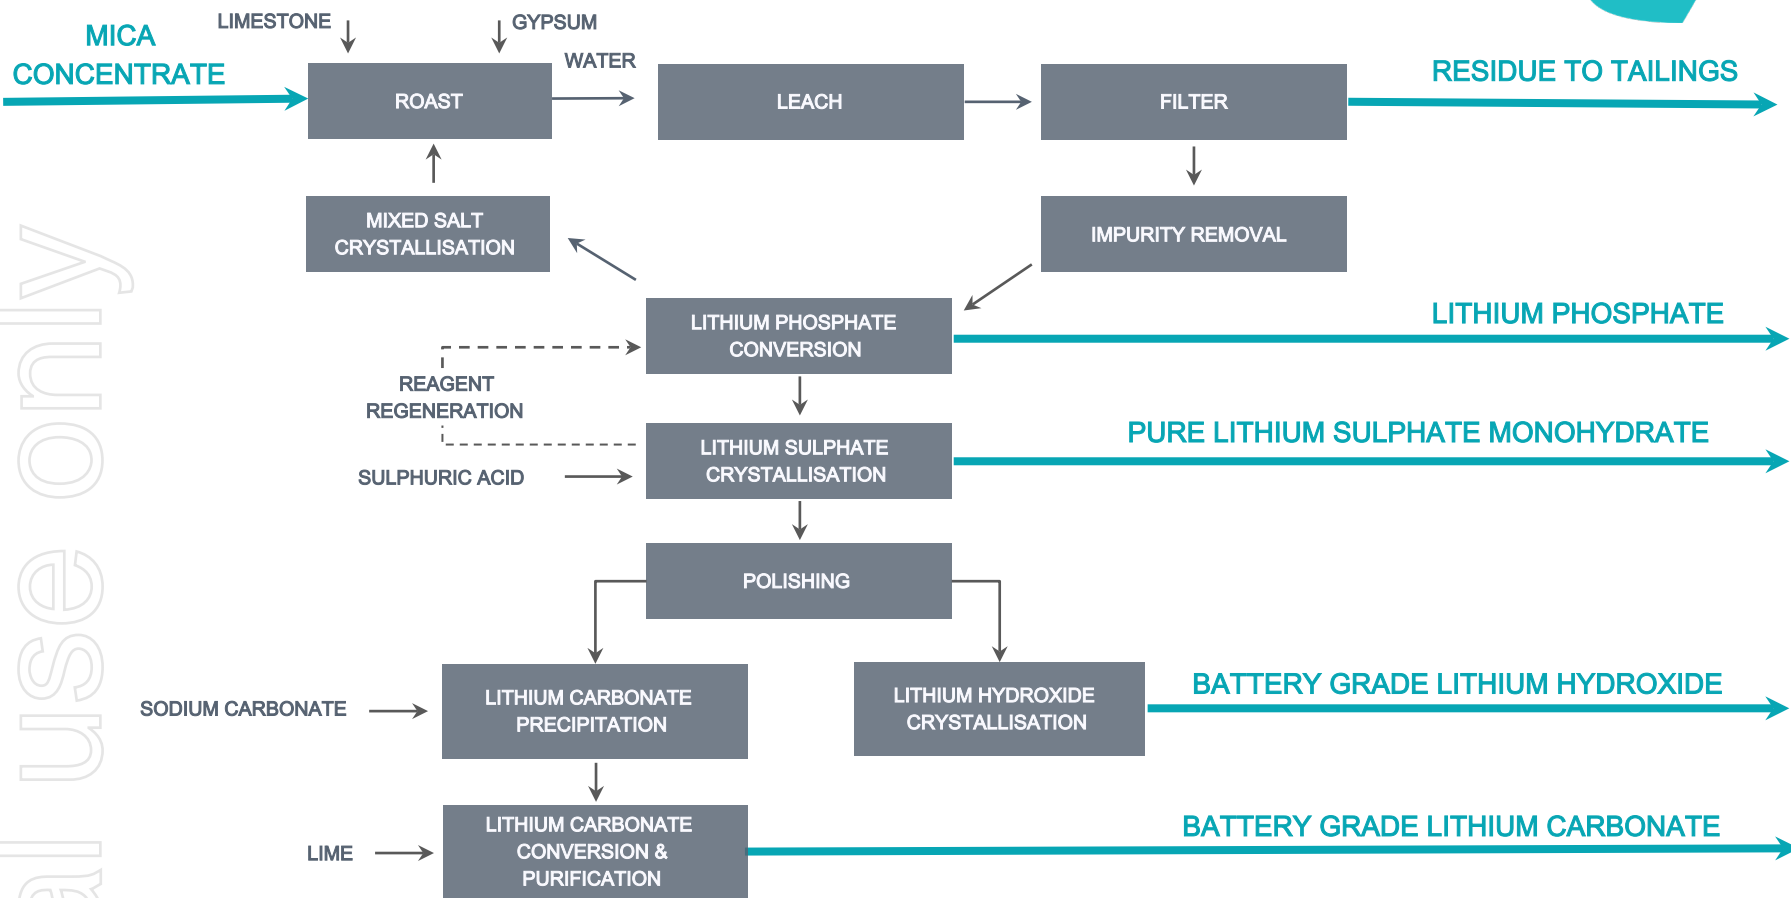 LIMESTONE
GYPSUM
MICA
CONCENTRATE
WATER
ROAST
LEACH
FILTER
RESIDUE TO TAILINGS
MIXED SALT
CRYSTALLISATION
IMPURITY REMOVAL
LITHIUM PHOSPHATE
CONVERSION
LITHIUM PHOSPHATE
REAGENT
REGENERATION
LITHIUM SULPHATE
CRYSTALLISATION
PURE LITHIUM SULPHATE MONOHYDRATE
SULPHURIC ACID
POLISHING
SODIUM CARBONATE
LITHIUM CARBONATE
PRECIPITATION
LITHIUM HYDROXIDE
CRYSTALLISATION
BATTERY GRADE LITHIUM HYDROXIDE
LIME
LITHIUM CARBONATE
CONVERSION &
PURIFICATION
BATTERY GRADE LITHIUM CARBONATE
al use only